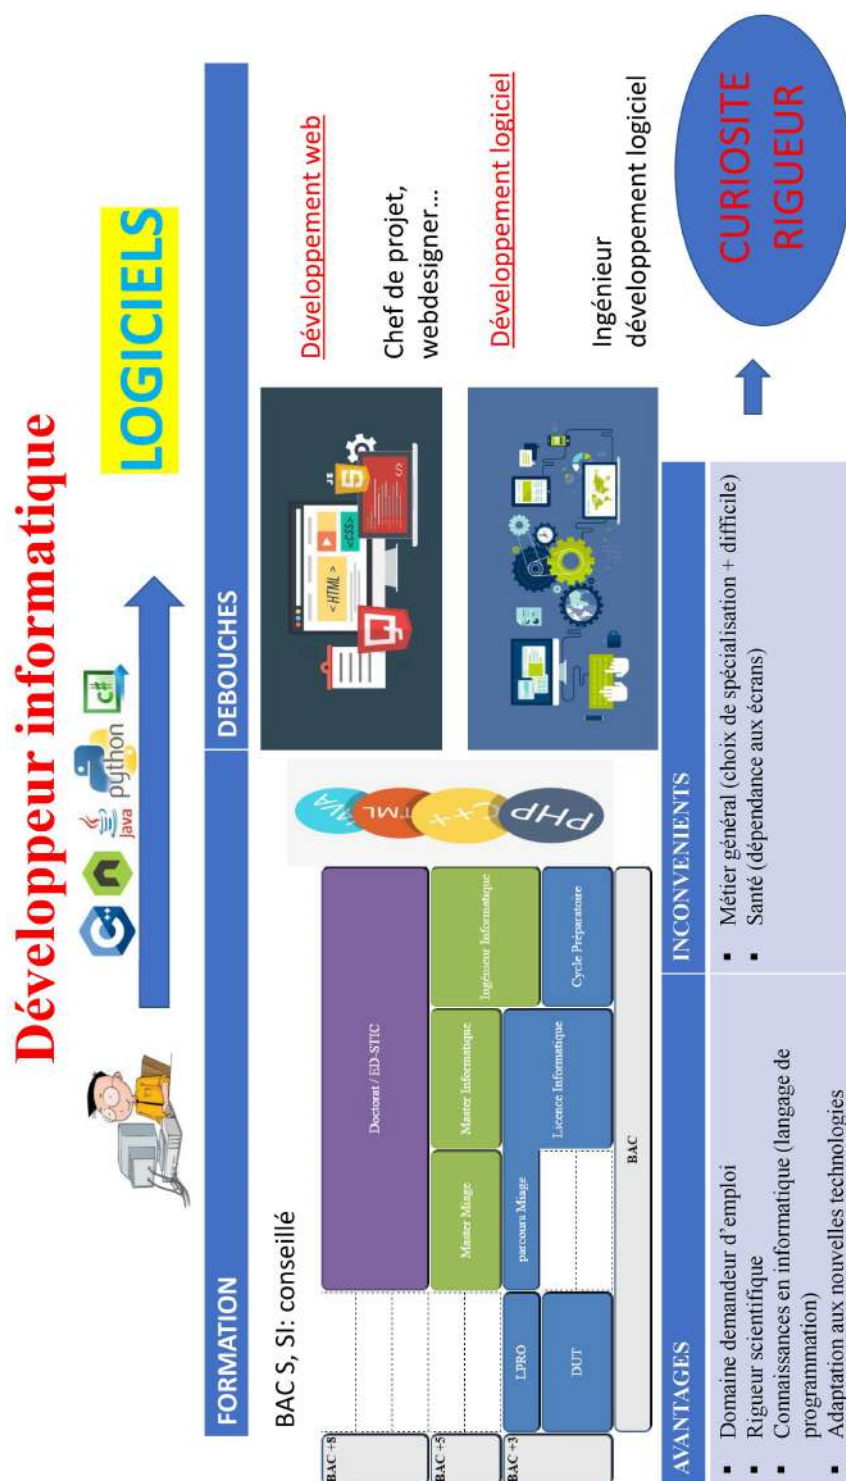 Développeur informatique
C++
Java
python
C#
LOGICIELS
FORMATION
DEBOUCHES
BAC S, SI: conseillé
BAC +8
BAC +5
BAC +3
Doctorat / ED-STIC
Master Miage
Master Informatique
Ingénieur Informatique
LPRO
parcours Miage
Licence Informatique
DUT
Cycle Préparatoire
BAC
JAVA
HTML
C++
PHP
<HTML>
<CSS>
JS
5
Développement web
Chef de projet,
webdesigner...
Développement logiciel
Ingénieur
développement logiciel
AVANTAGES
INCONVENIENTS
▪ Domaine demandeur d’emploi
▪ Rigueur scientifique
▪ Connaissances en informatique (langage de
programmation)
▪ Adaptation aux nouvelles technologies
▪ Métier général (choix de spécialisation + difficile)
▪ Santé (dépendance aux écrans)
CURIOSITE
RIGUEUR